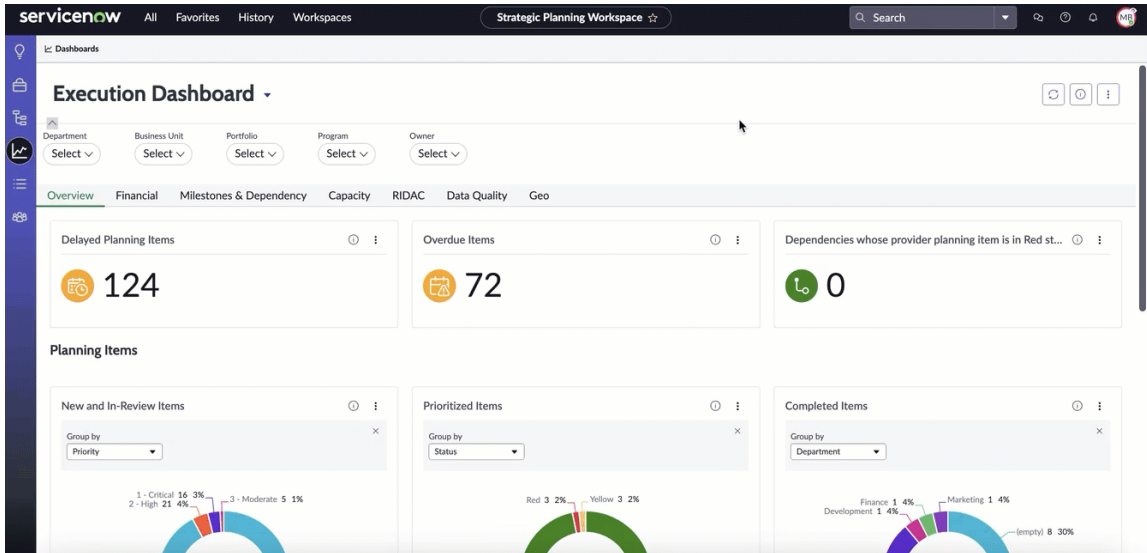 servicenow All Favorites History Workspaces Strategic Planning Workspace Search MB
Dashboards
Execution Dashboard
Department Business Unit Portfolio Program Owner
Select Select Select Select Select
Overview Financial Milestones & Dependency Capacity RIDAC Data Quality Geo
Delayed Planning Items Overdue Items Dependencies whose provider planning item is in Red st...
124 72 0
Planning Items
New and In-Review Items Prioritized Items Completed Items
Group by Group by Group by
Priority Status Department
1 - Critical 16 3% 3 - Moderate 5 1% Red 3 2% Yellow 3 2% Finance 1 4% Marketing 1 4%
2 - High 21 4% Development 1 4%
(empty) 8 30%